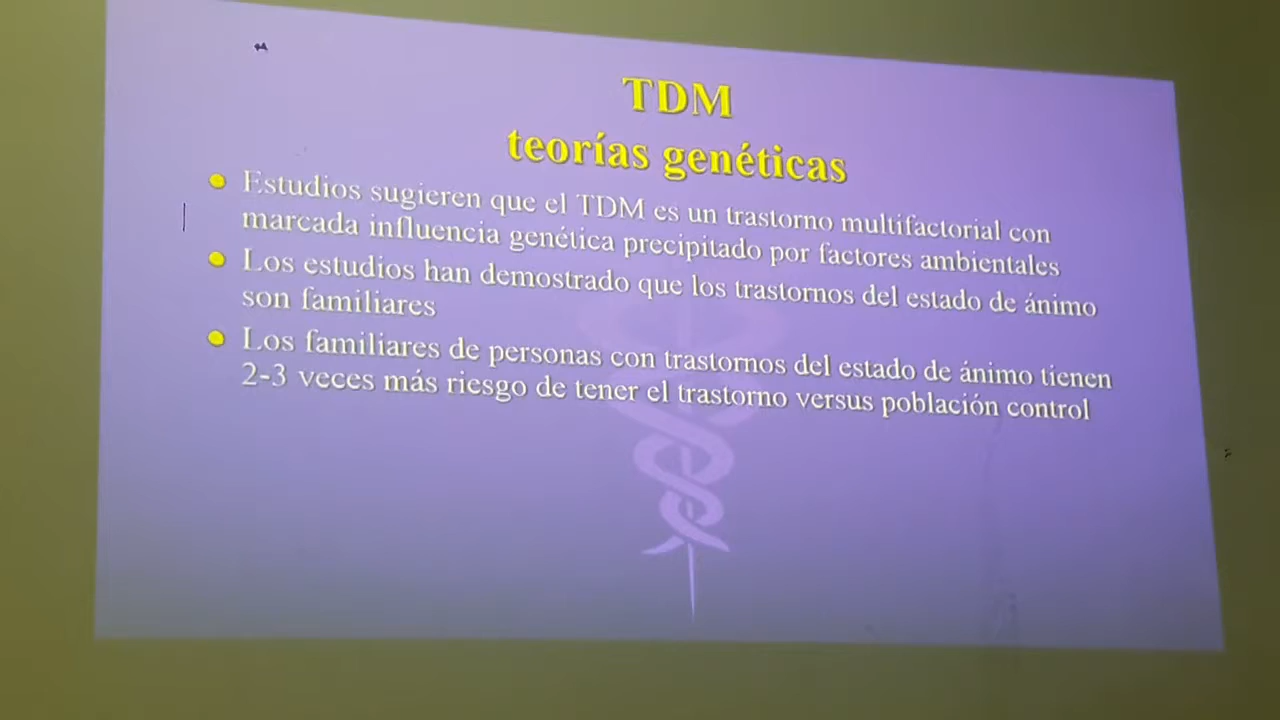 TDM
teorías genéticas
Estudios sugieren que el TDM es un trastorno multifactorial con
marcada influencia genética precipitado por factores ambientales
Los estudios han demostrado que los trastornos del estado de ánimo
son familiares
Los familiares de personas con trastornos del estado de ánimo tienen
2-3 veces más riesgo de tener el trastorno versus población control